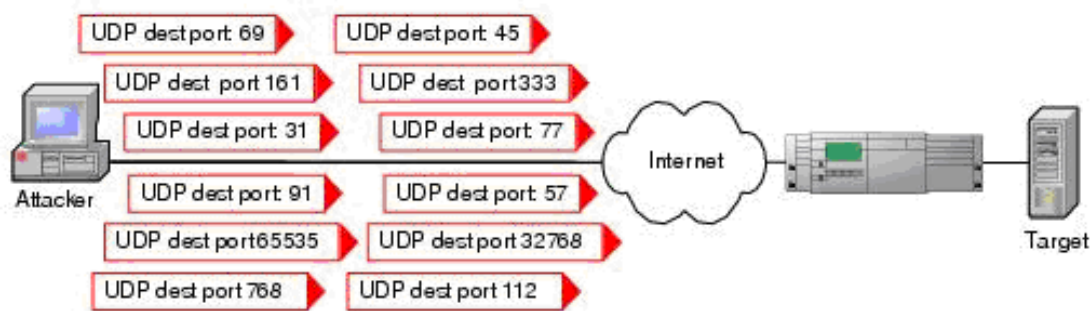 UDP dest port: 69
UDP dest port: 45
UDP dest port 161
UDP dest port 333
UDP dest port: 31
UDP dest port: 77
Internet
Attacker
UDP dest port: 91
UDP dest port: 57
UDP dest port 65535
UDP dest port 32768
Target
UDP dest port 768
UDP dest port 112